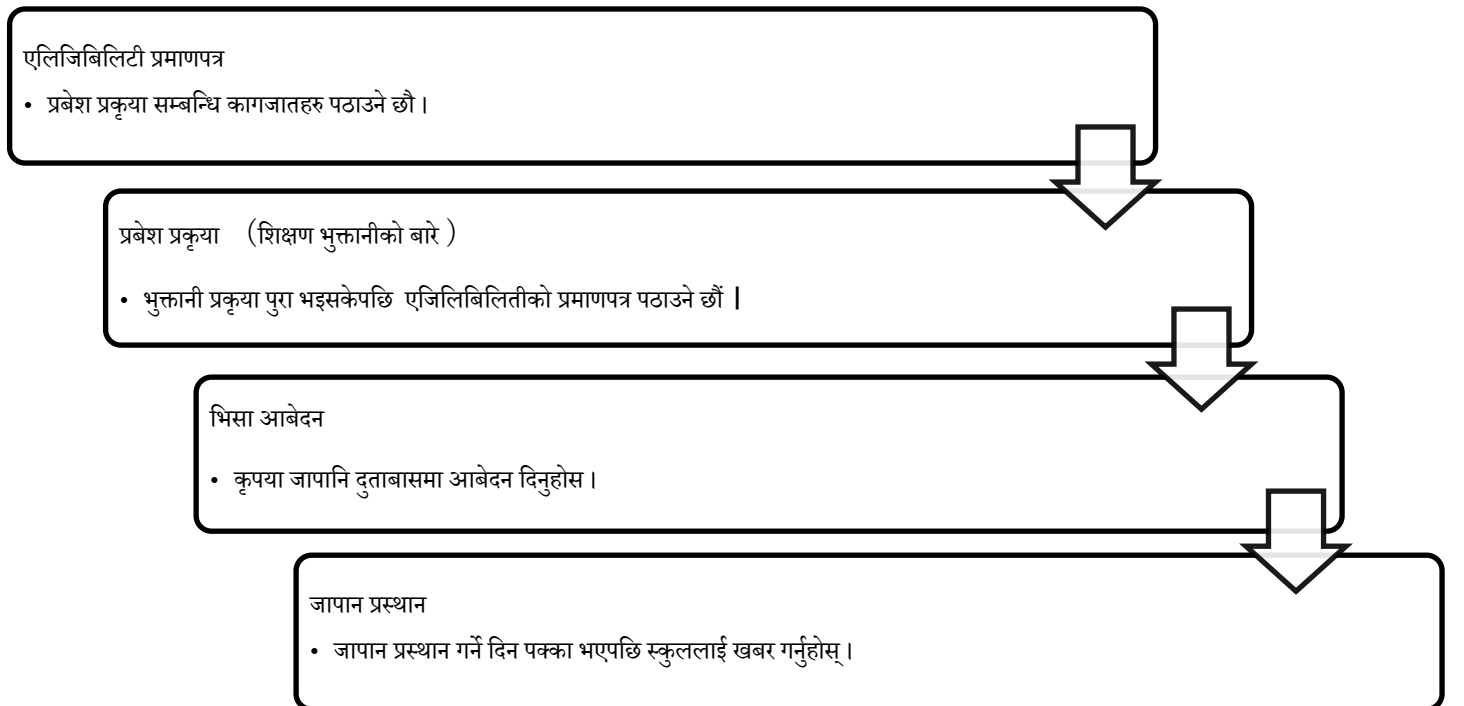 एलिजिबिलिटी प्रमाणपत्र
• प्रबेश प्रकृया सम्बन्धि कागजातहरु पठाउने छौ।
प्रबेश प्रकृया (शिक्षण भुक्तानीको बारे )
• भुक्तानी प्रकृया पुरा भइसकेपछि एजिलिबिलितीको प्रमाणपत्र पठाउने छौं |
भिसा आबेदन
• कृपया जापानि दुताबासमा आबेदन दिनुहोस।
जापान प्रस्थान
• जापान प्रस्थान गर्ने दिन पक्का भएपछि स्कुललाई खबर गर्नुहोस्।